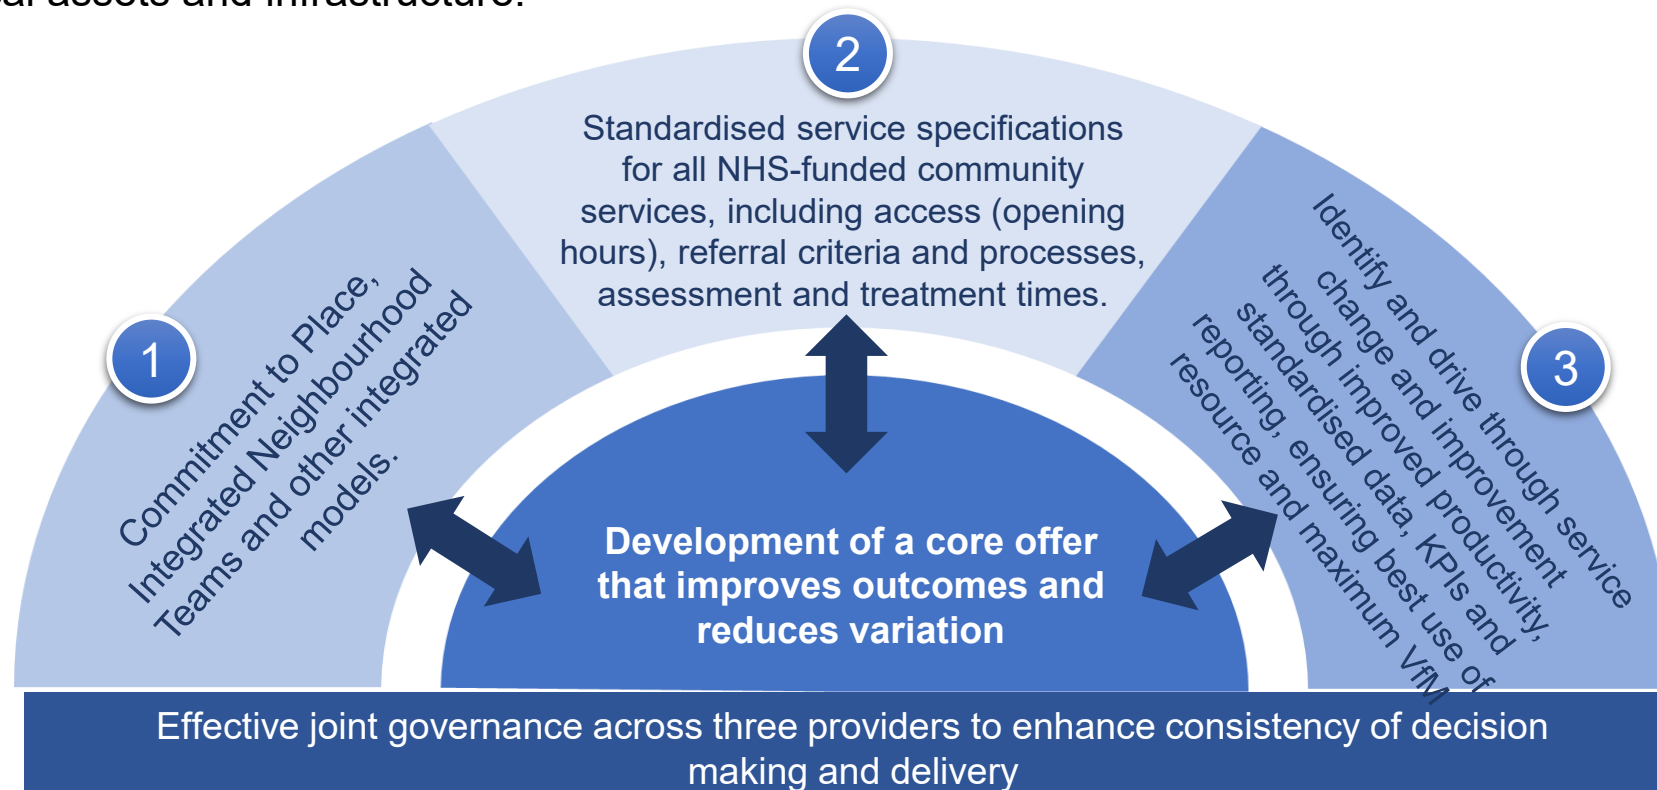 cal assets and infrastructure.
1
Commitment to Place,
Integrated Neighbourhood
Teams and other integrated
models.
2
Standardised service specifications
for all NHS-funded community
services, including access (opening
hours), referral criteria and processes,
assessment and treatment times.
3
Identify and drive through service
change and improvement
through improved productivity,
standardised data, KPIs and
reporting, ensuring best use of
resource and maximum VfM
Development of a core offer
that improves outcomes and
reduces variation
Effective joint governance across three providers to enhance consistency of decision
making and delivery